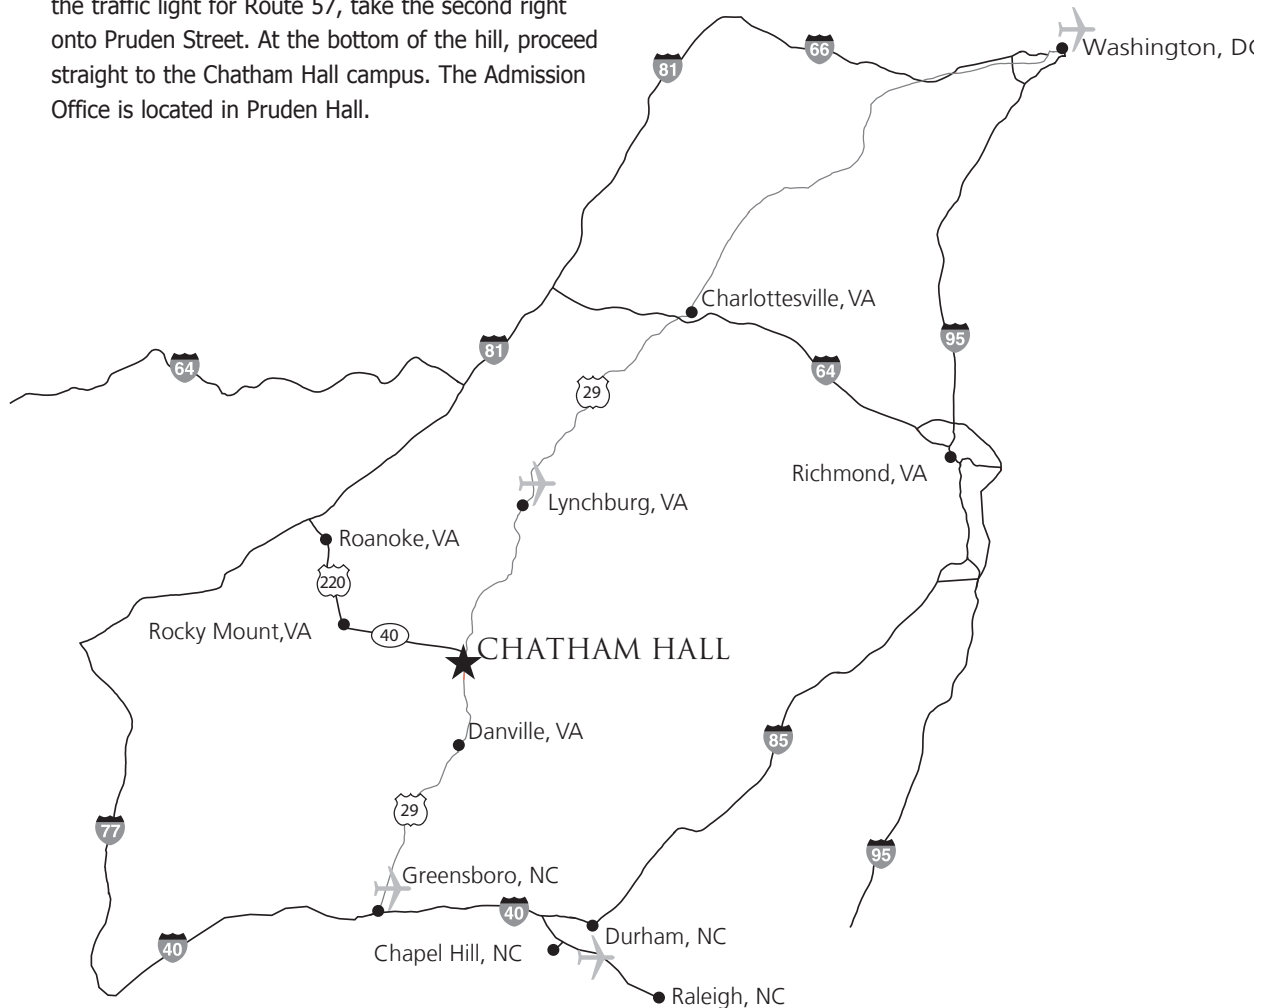 the traffic light for Route 57, take the second right
onto Pruden Street. At the bottom of the hill, proceed
straight to the Chatham Hall campus. The Admission
Office is located in Pruden Hall.
66
81
Washington, DC
Charlottesville, VA
95
81
64
64
29
Richmond, VA
Lynchburg, VA
Roanoke, VA
220
Rocky Mount, VA
40
CHATHAM HALL
Danville, VA
85
29
77
95
Greensboro, NC
40
Durham, NC
40
Chapel Hill, NC
Raleigh, NC